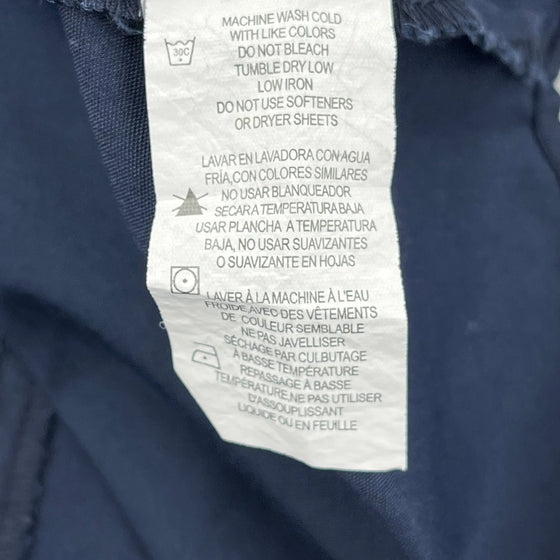 MACHINE WASH COLD
WITH LIKE COLORS
DO NOT BLEACH
TUMBLE DRY LOW
LOW IRON
DO NOT USE SOFTENERS
OR DRYER SHEETS
30C
LAVAR EN LAVADORA CON AGUA
FRÍA, CON COLORES SIMILARES
NO USAR BLANQUEADOR
SECAR A TEMPERATURA BAJA
USAR PLANCHA A TEMPERATURA
BAJA, NO USAR SUAVIZANTES
O SUAVIZANTE EN HOJAS
LAVER À LA MACHINE À L'EAU
FROIDE AVEC DES VÊTEMENTS
DE COULEUR SEMBLABLE
NE PAS JAVELLISER
SÉCHAGE PAR CULBUTAGE
À BASSE TEMPÉRATURE
REPASSAGE À BASSE
TEMPÉRATURE, NE PAS UTILISER
D'ASSOUPLISSANT
LIQUIDE OU EN FEUILLE